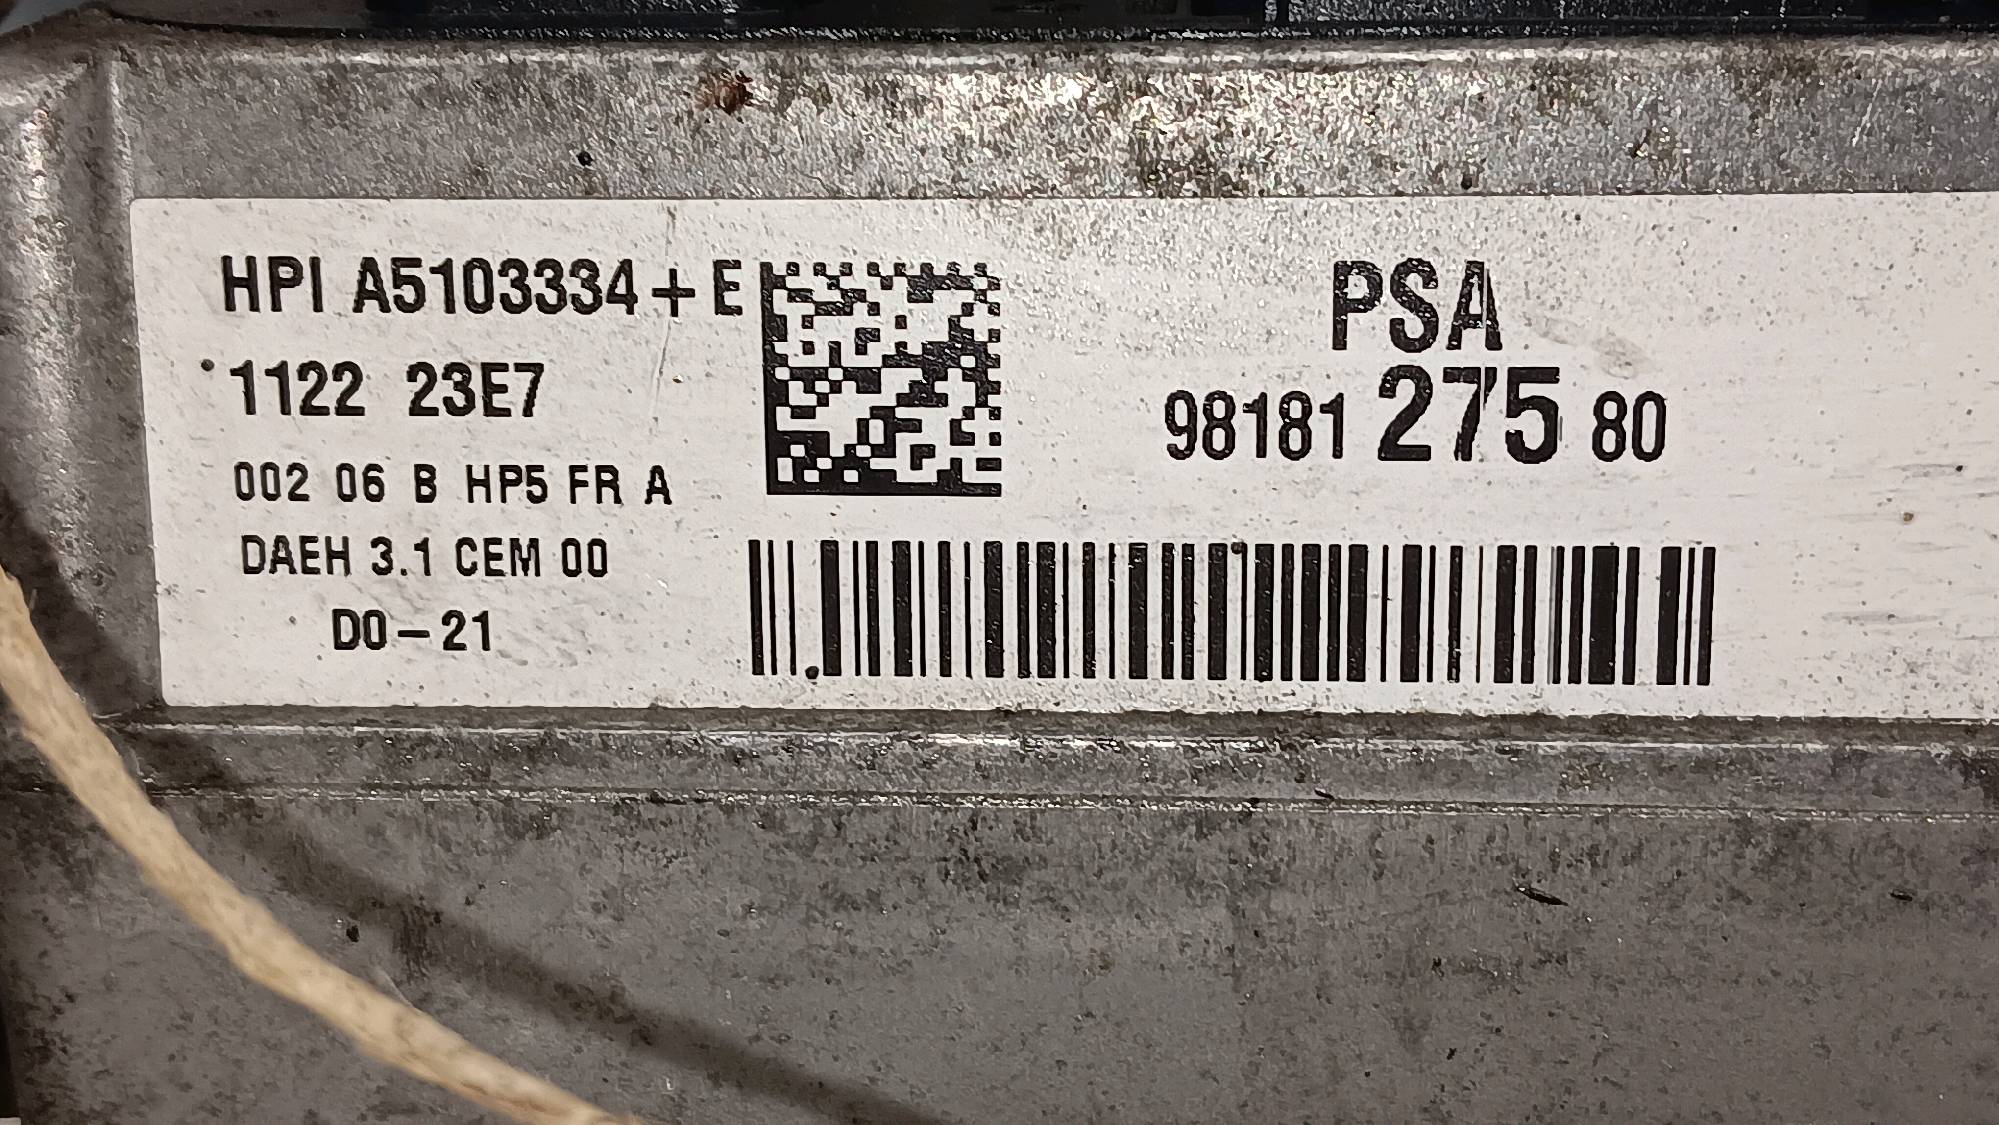 HPI A5103334+E
1122 23E7
002 06 B HP5 FR A
DAEH 3.1 CEM 00
D0-21
PSA
98181 275 80